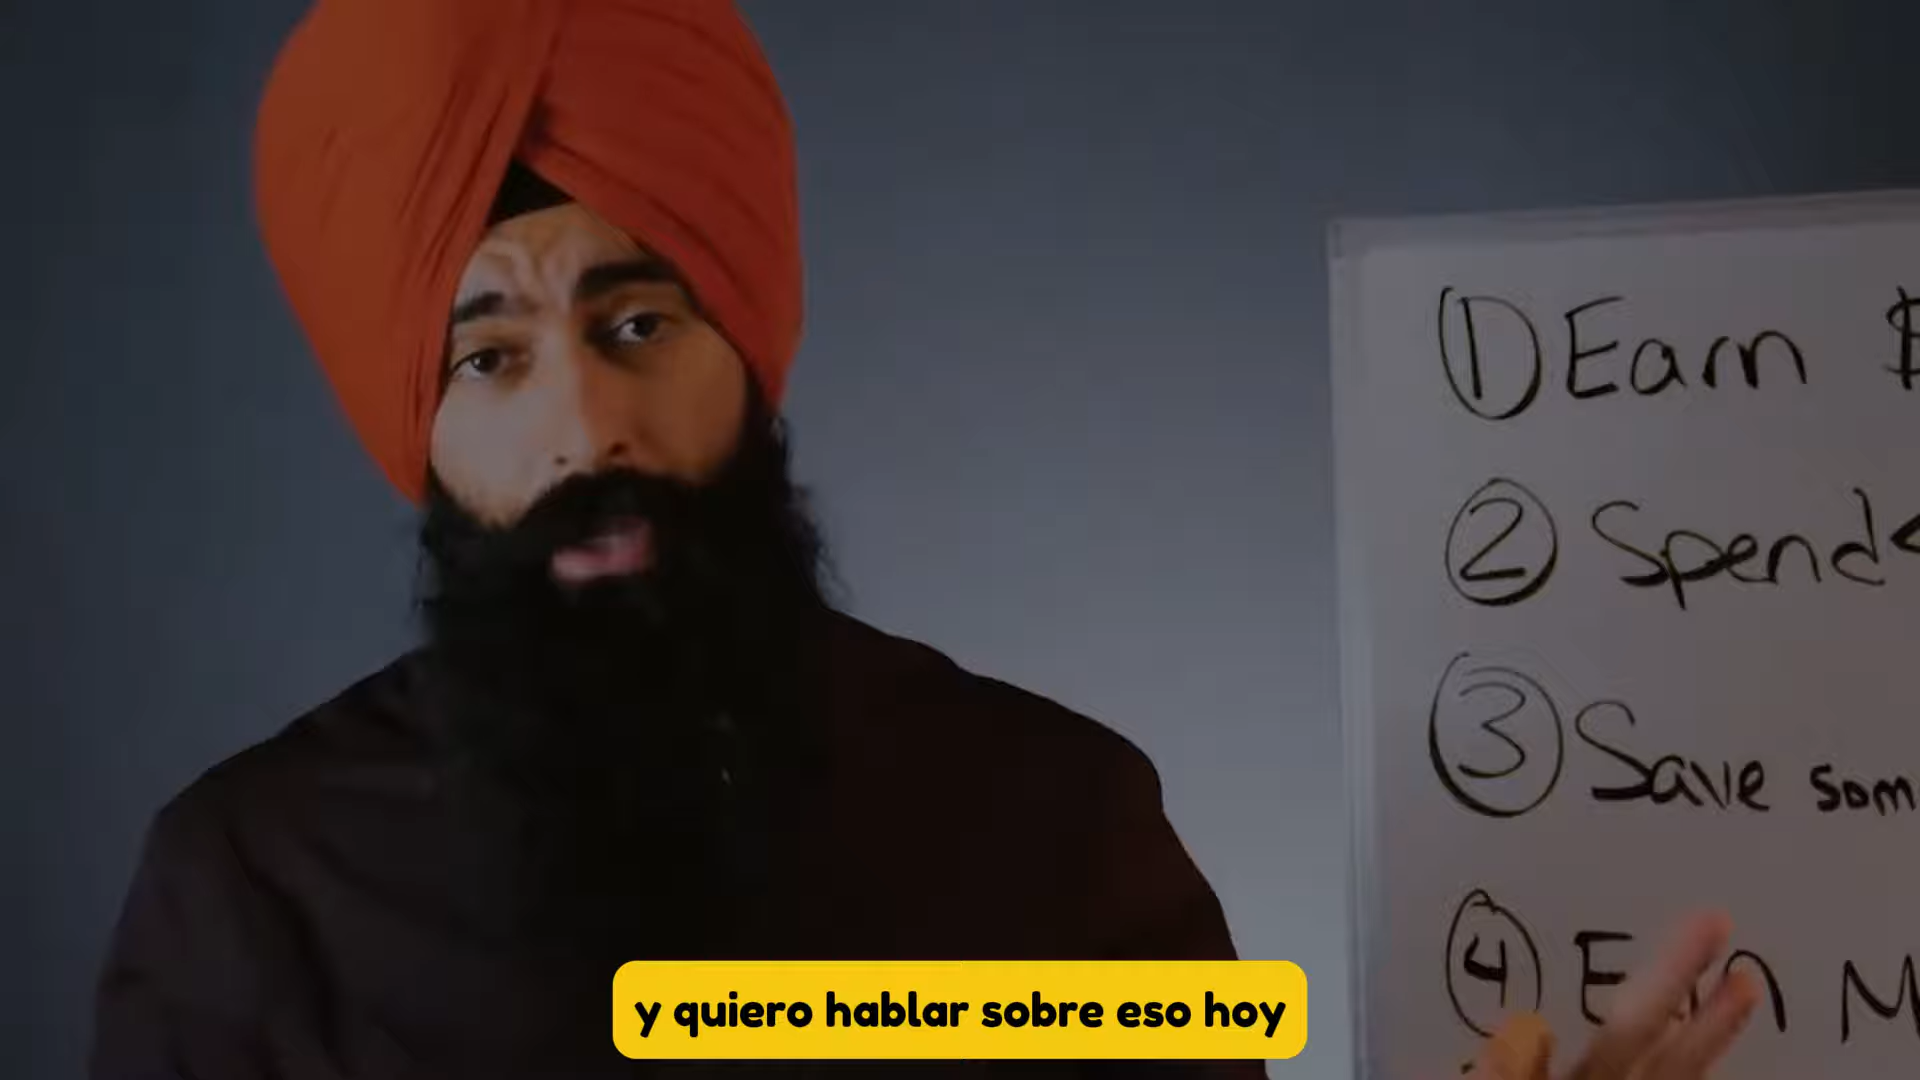 ① Earn $
② Spend <
③ Save som
④
y quiero hablar sobre eso hoy